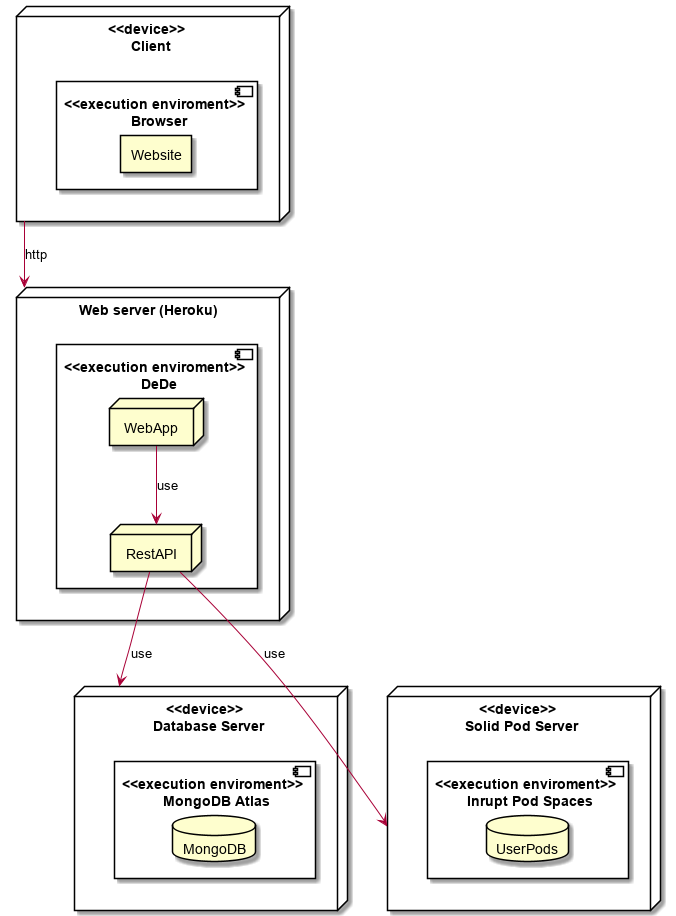 <<device>>
Client
<<execution enviroment>>
Browser
Website
http
Web server (Heroku)
<<execution enviroment>>
DeDe
WebApp
use
RestAPI
use
use
<<device>>
Database Server
<<execution enviroment>>
MongoDB Atlas
MongoDB
<<device>>
Solid Pod Server
<<execution enviroment>>
Inrupt Pod Spaces
UserPods